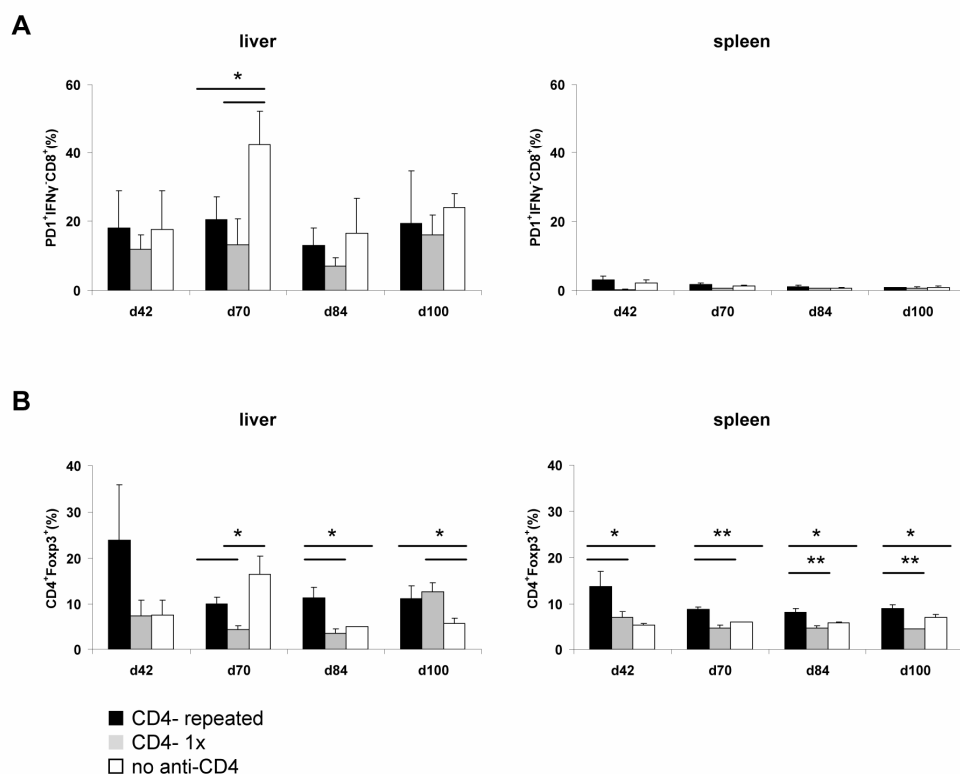 A
liver
spleen
PD1⁺IFNγ⁻CD8⁺(%)
60
40
20
0
*
d42
d70
d84
d100
PD1⁺IFNγ⁻CD8⁺(%)
60
40
20
0
d42
d70
d84
d100
B
liver
spleen
CD4⁺Foxp3⁺(%)
40
30
20
10
0
* * *
d42
d70
d84
d100
CD4⁺Foxp3⁺(%)
40
30
20
10
0
* ** * *
** **
d42
d70
d84
d100
CD4- repeated
CD4- 1x
no anti-CD4